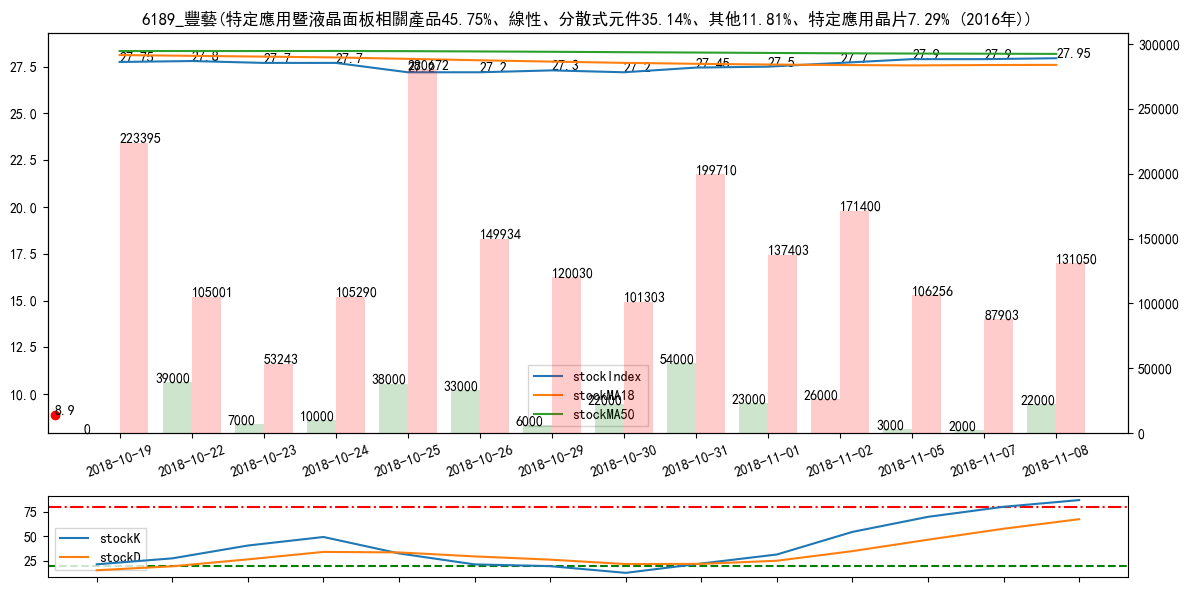 6189_豐藝(特定應用暨液晶面板相關產品45.75%、線性、分散式元件35.14%、其他11.81%、特定應用晶片7.29% (2016年))
27.75 27.8 27.7 27.7 27.2 27.2 27.3 27.2 27.45 27.5 27.7 27.9 27.9 27.95
27.5 25.0 22.5 20.0 17.5 15.0 12.5 10.0
300000 250000 200000 150000 100000 50000 0
223395 105001 53243 105290 280672 149934 120030 101303 199710 137403 171400 106256 87903 131050
0 39000 7000 10000 38000 33000 6000 22000 54000 23000 26000 3000 2000 22000
8.9
stockIndex
stockMA18
stockMA50
2018-10-19 2018-10-22 2018-10-23 2018-10-24 2018-10-25 2018-10-26 2018-10-29 2018-10-30 2018-10-31 2018-11-01 2018-11-02 2018-11-05 2018-11-07 2018-11-08
75 50 25
stockK
stockD